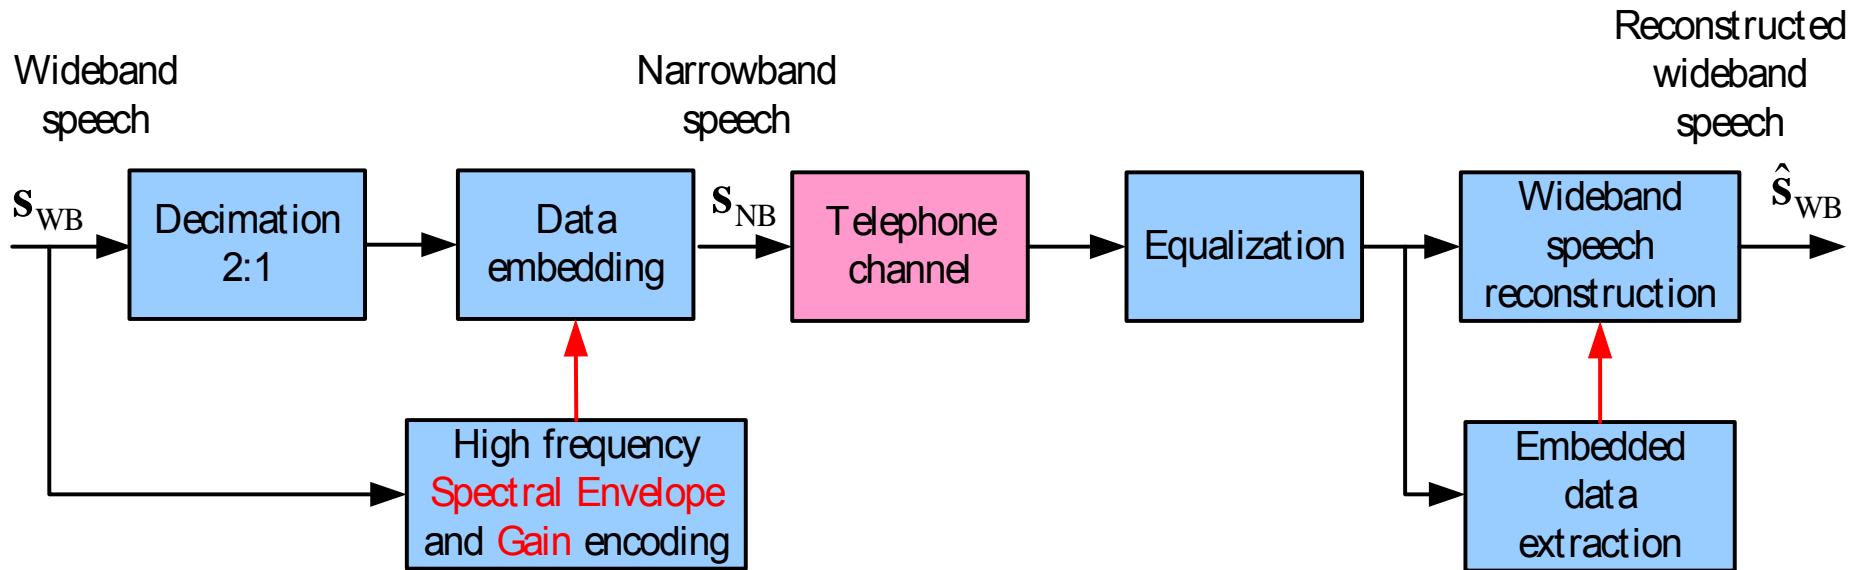 Wideband
speech
Narrowband
speech
Reconstructed
wideband
speech
s_WB
Decimation
2:1
Data
embedding
s_NB
Telephone
channel
Equalization
Wideband
speech
reconstruction
ŝ_WB
High frequency
Spectral Envelope
and Gain encoding
Embedded
data
extraction